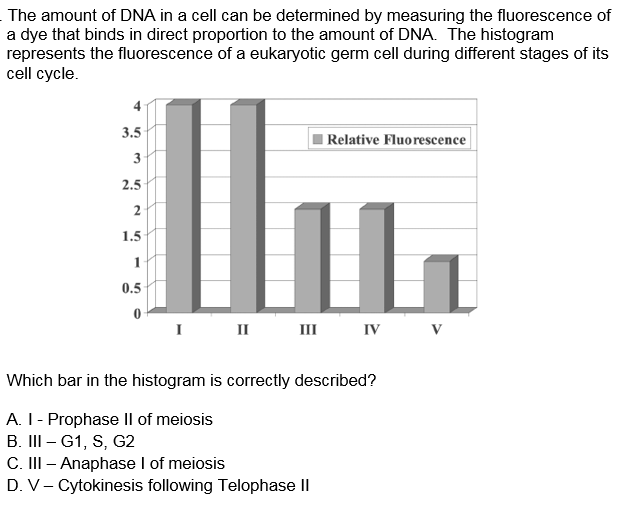 . The amount of DNA in a cell can be determined by measuring the fluorescence of
a dye that binds in direct proportion to the amount of DNA.  The histogram
represents the fluorescence of a eukaryotic germ cell during different stages of its
cell cycle.
4
3.5
Relative Fluorescence
3
2.5
2
1.5
1
0.5
0
I II III IV V
Which bar in the histogram is correctly described?
A. I - Prophase II of meiosis
B. III – G1, S, G2
C. III – Anaphase I of meiosis
D. V – Cytokinesis following Telophase II